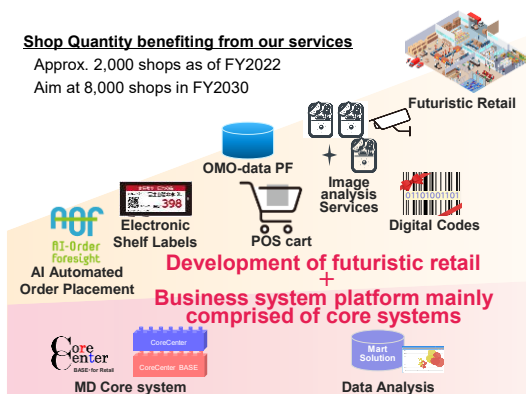 Shop Quantity benefiting from our services
Approx. 2,000 shops as of FY2022
Aim at 8,000 shops in FY2030
Futuristic Retail
OMO-data PF
Image
analysis
Services
398
01101001101
Electronic
Shelf Labels
POS cart
Digital Codes
AOF
AI-Order
Foresight
AI Automated
Order Placement
Development of futuristic retail
+
Business system platform mainly
comprised of core systems
Core
Center
BASE for Retail
CoreCenter
CoreCenter BASE
Mart
Solution
MD Core system
Data Analysis